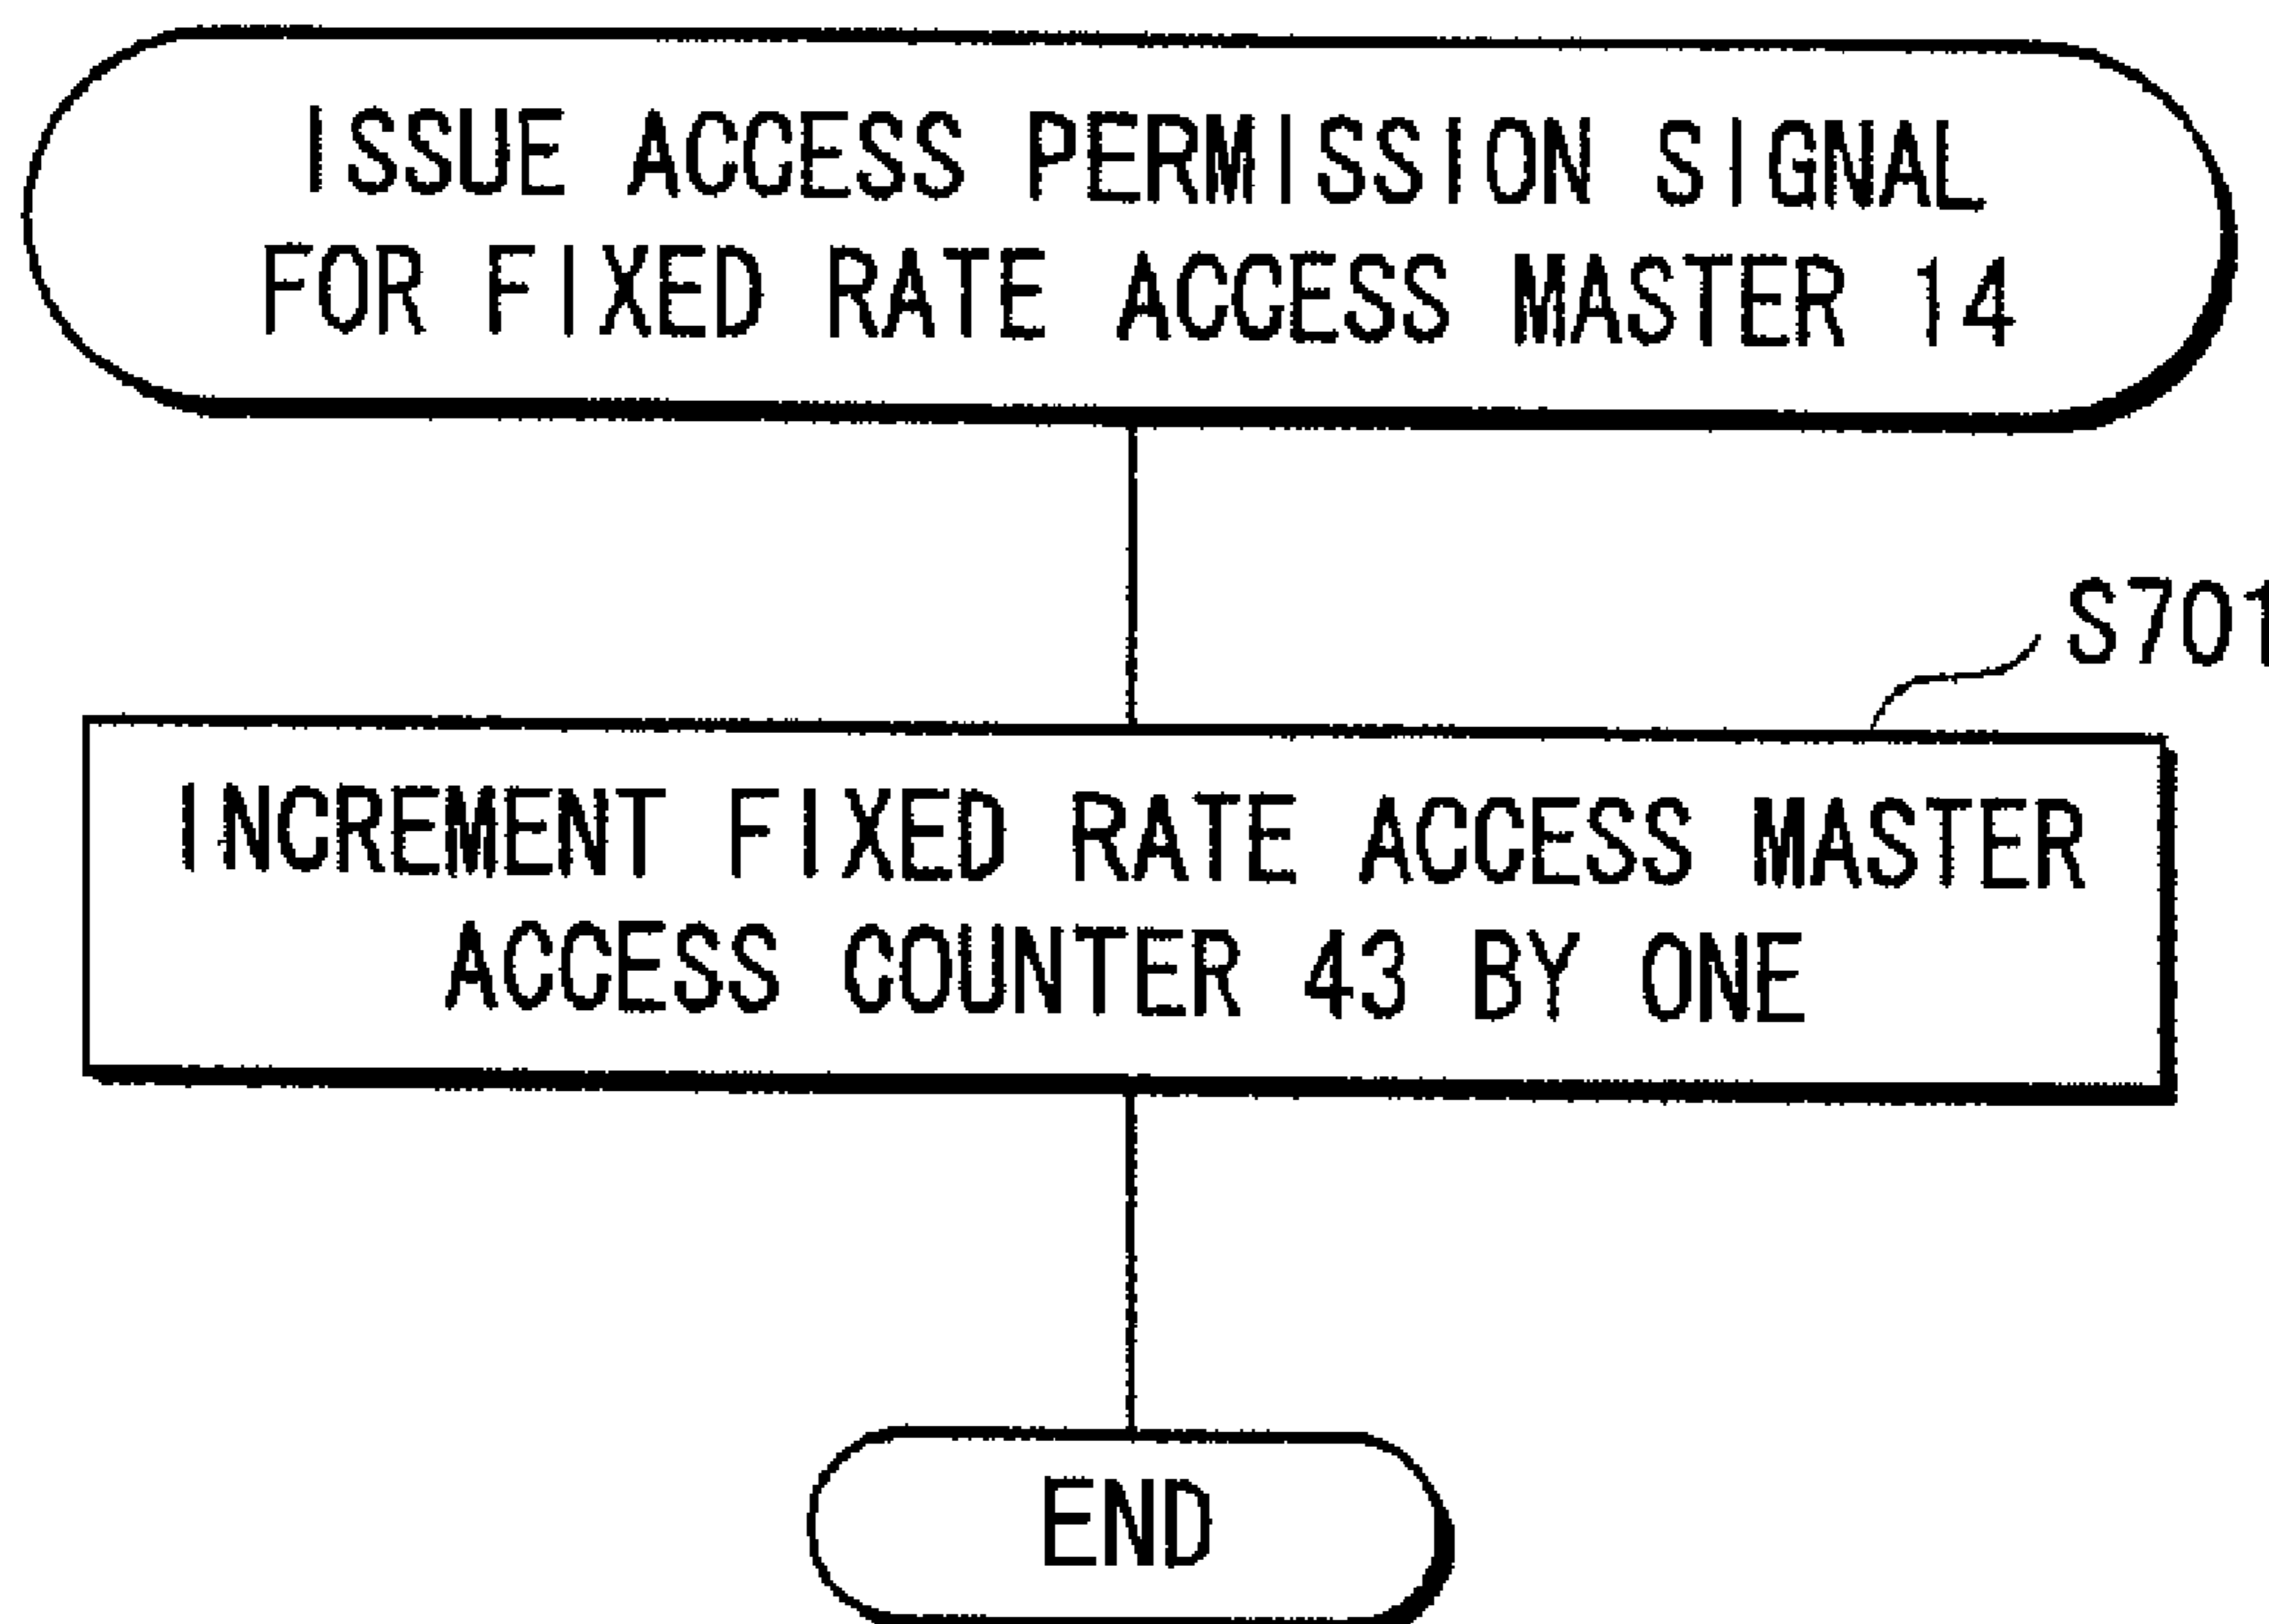 ISSUE ACCESS PERMISSION SIGNAL
FOR FIXED RATE ACCESS MASTER 14
S701
INCREMENT FIXED RATE ACCESS MASTER
ACCESS COUNTER 43 BY ONE
END